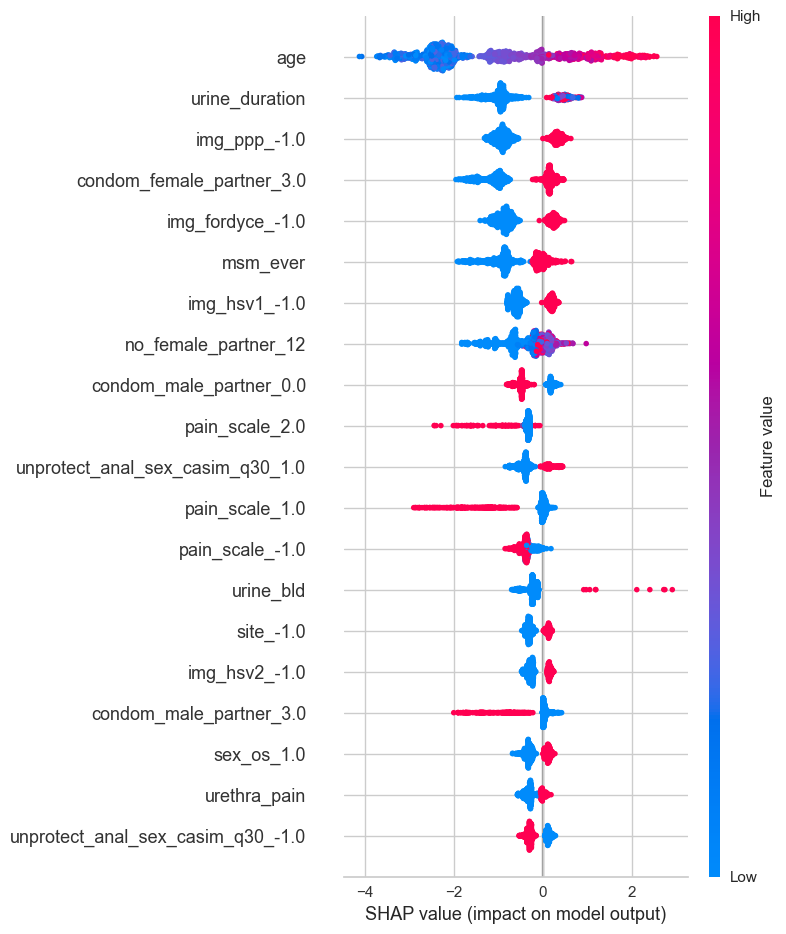 High
age
urine_duration
img_ppp_-1.0
condom_female_partner_3.0
img_fordyce_-1.0
msm_ever
img_hsv1_-1.0
no_female_partner_12
condom_male_partner_0.0
pain_scale_2.0
unprotect_anal_sex_casim_q30_1.0
pain_scale_1.0
pain_scale_-1.0
urine_bld
site_-1.0
img_hsv2_-1.0
condom_male_partner_3.0
sex_os_1.0
urethra_pain
unprotect_anal_sex_casim_q30_-1.0
Feature value
Low
−4 −2 0 2
SHAP value (impact on model output)